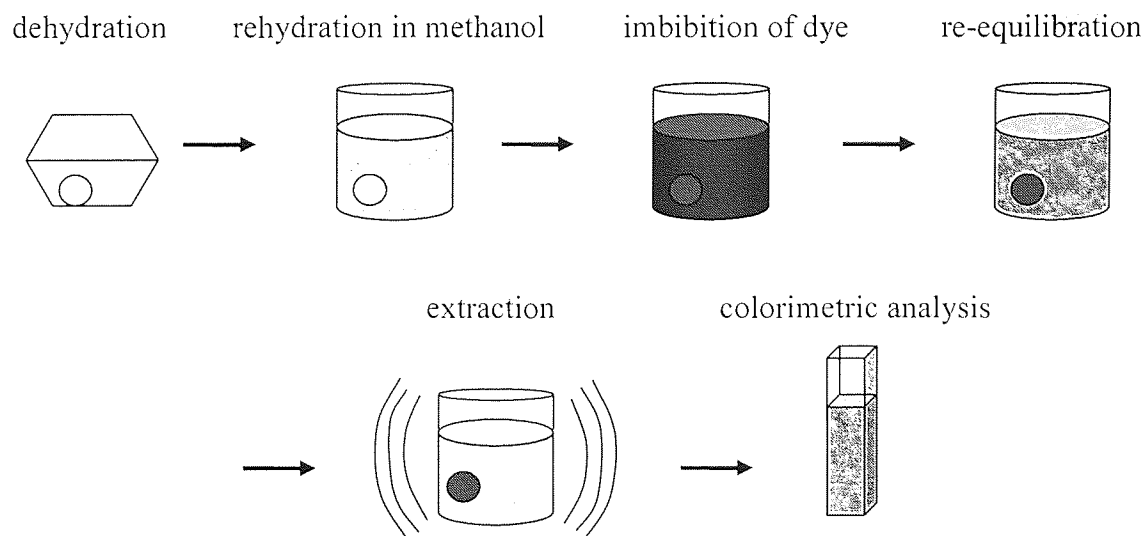 dehydration rehydration in methanol imbibition of dye re-equilibration
extraction colorimetric analysis